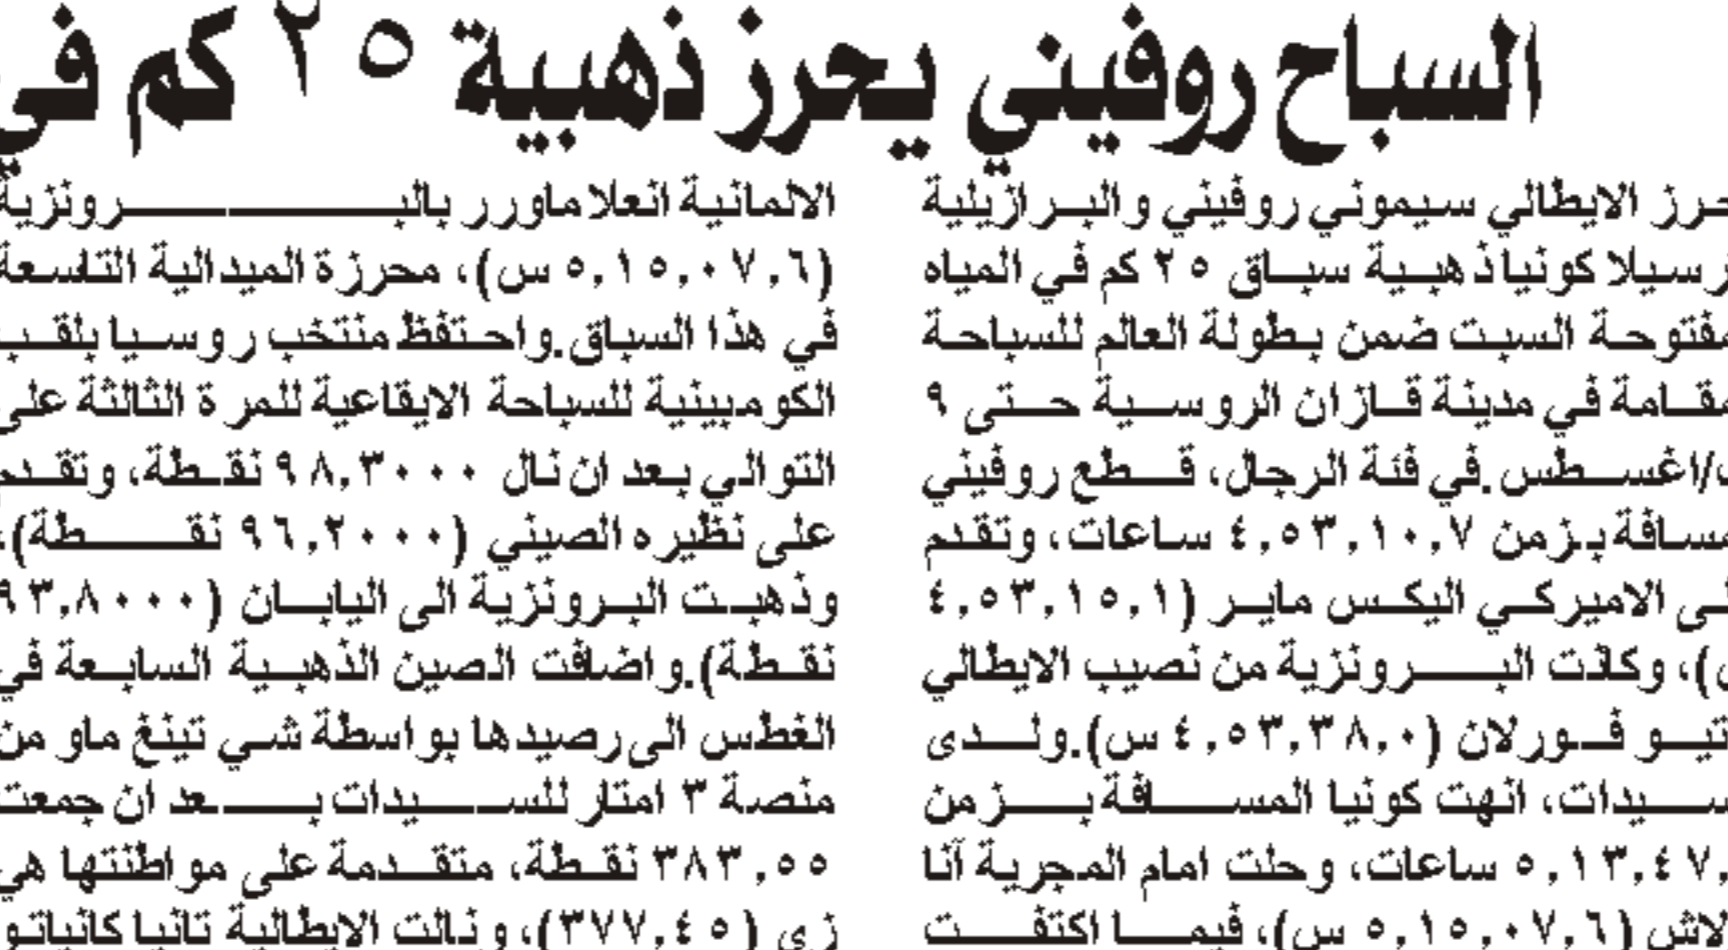 السباح روفيني يحرز ذهبية ٢٥ كم في
حرز الايطالي سيموني روفيني والبرازيلية
رسيلا كونيا ذهبية سباق ٢٥ كم في المياه
مفتوحة السبت ضمن بطولة العالم للسباحة
مقامة في مدينة قازان الروسية حتى ٩
ب/اغسطس.في فئة الرجال، قطع روفيني
مسافة بزمن ٤,٥٣,١٠,٧ ساعات، وتقدم
لى الاميركي اليكس ماير (٤,٥٣,١٥,١
س)، وكانت البرونزية من نصيب الايطالي
تيو فورلان (٤,٥٣,٣٨,٠ س).ولدى
سيدات، انهت كونيا المسافة بزمن
٥,١٣,٤٧, ساعات، وحلت امام المجرية آنا
لاش (٥,١٥,٠٧,٦ س)، فيما اكتفت
الالمانية انعلا ماورر بالبرونزية
(٥,١٥,٠٧,٦ س)، محرزة الميدالية التاسعة
في هذا السباق.واحتفظ منتخب روسيا بلقب
الكومبينية للسباحة الايقاعية للمرة الثالثة على
التوالي بعد ان نال ٩٨,٣٠٠٠ نقطة، وتقدم
على نظيره الصيني (٩٦,٢٠٠٠ نقطة)،
وذهبت البرونزية الى اليابان (٩٣,٨٠٠٠
نقطة).واضافت الصين الذهبية السابعة في
الغطس الى رصيدها بواسطة شي تينغ ماو من
منصة ٣ امتار للسيدات بعد ان جمعت
٣٨٣,٥٥ نقطة، متقدمة على مواطنتها هي
زي (٣٧٧,٤٥)، ونالت الايطالية تانيا كانياتو